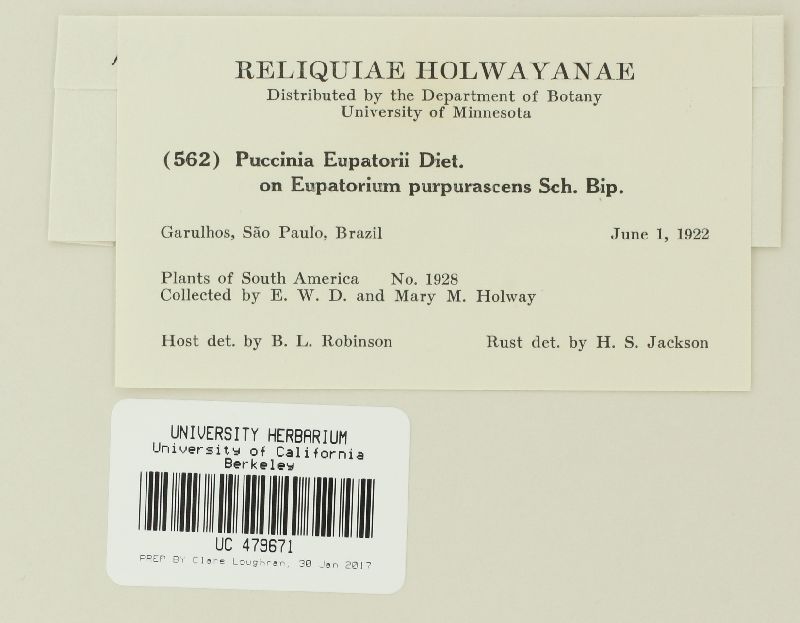 RELIQUIAE HOLWAYANAE
Distributed by the Department of Botany
University of Minnesota
(562) Puccinia Eupatorii Diet.
on Eupatorium purpurascens Sch. Bip.
Garulhos, São Paulo, Brazil June 1, 1922
Plants of South America No. 1928
Collected by E. W. D. and Mary M. Holway
Host det. by B. L. Robinson Rust det. by H. S. Jackson
UNIVERSITY HERBARIUM
University of California
Berkeley
UC 479671
PREP BY Clare Loughran, 30 Jan 2017